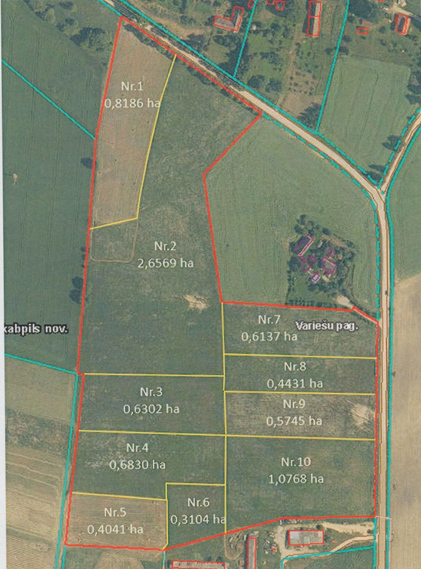 Nr.1
0,8186 ha
Nr.2
2,6569 ha
Nr.7
Variešu pag.
0,6137 ha
kabpils nov.
Nr.8
0,4431 ha
Nr.3
0,6302 ha
Nr.9
0,5745 ha
Nr.4
0,6830 ha
Nr.10
1,0768 ha
Nr.5
0,4041 ha
Nr.6
0,3104 ha